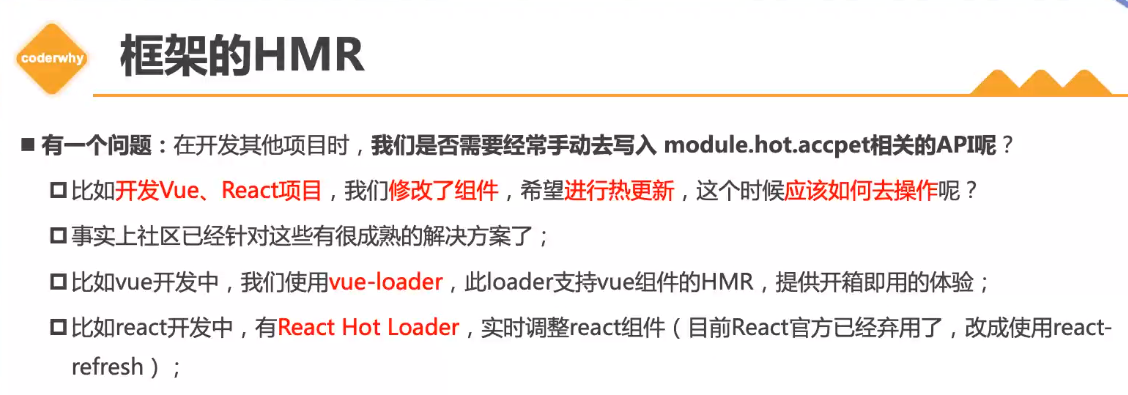 coderwhy
框架的HMR
有一个问题：在开发其他项目时，我们是否需要经常手动去写入 module.hot.accpet相关的API呢？
比如开发Vue、React项目，我们修改了组件，希望进行热更新，这个时候应该如何去操作呢？
事实上社区已经针对这些有很成熟的解决方案了；
比如vue开发中，我们使用vue-loader，此loader支持vue组件的HMR，提供开箱即用的体验；
比如react开发中，有React Hot Loader，实时调整react组件（目前React官方已经弃用了，改成使用react-
refresh）；